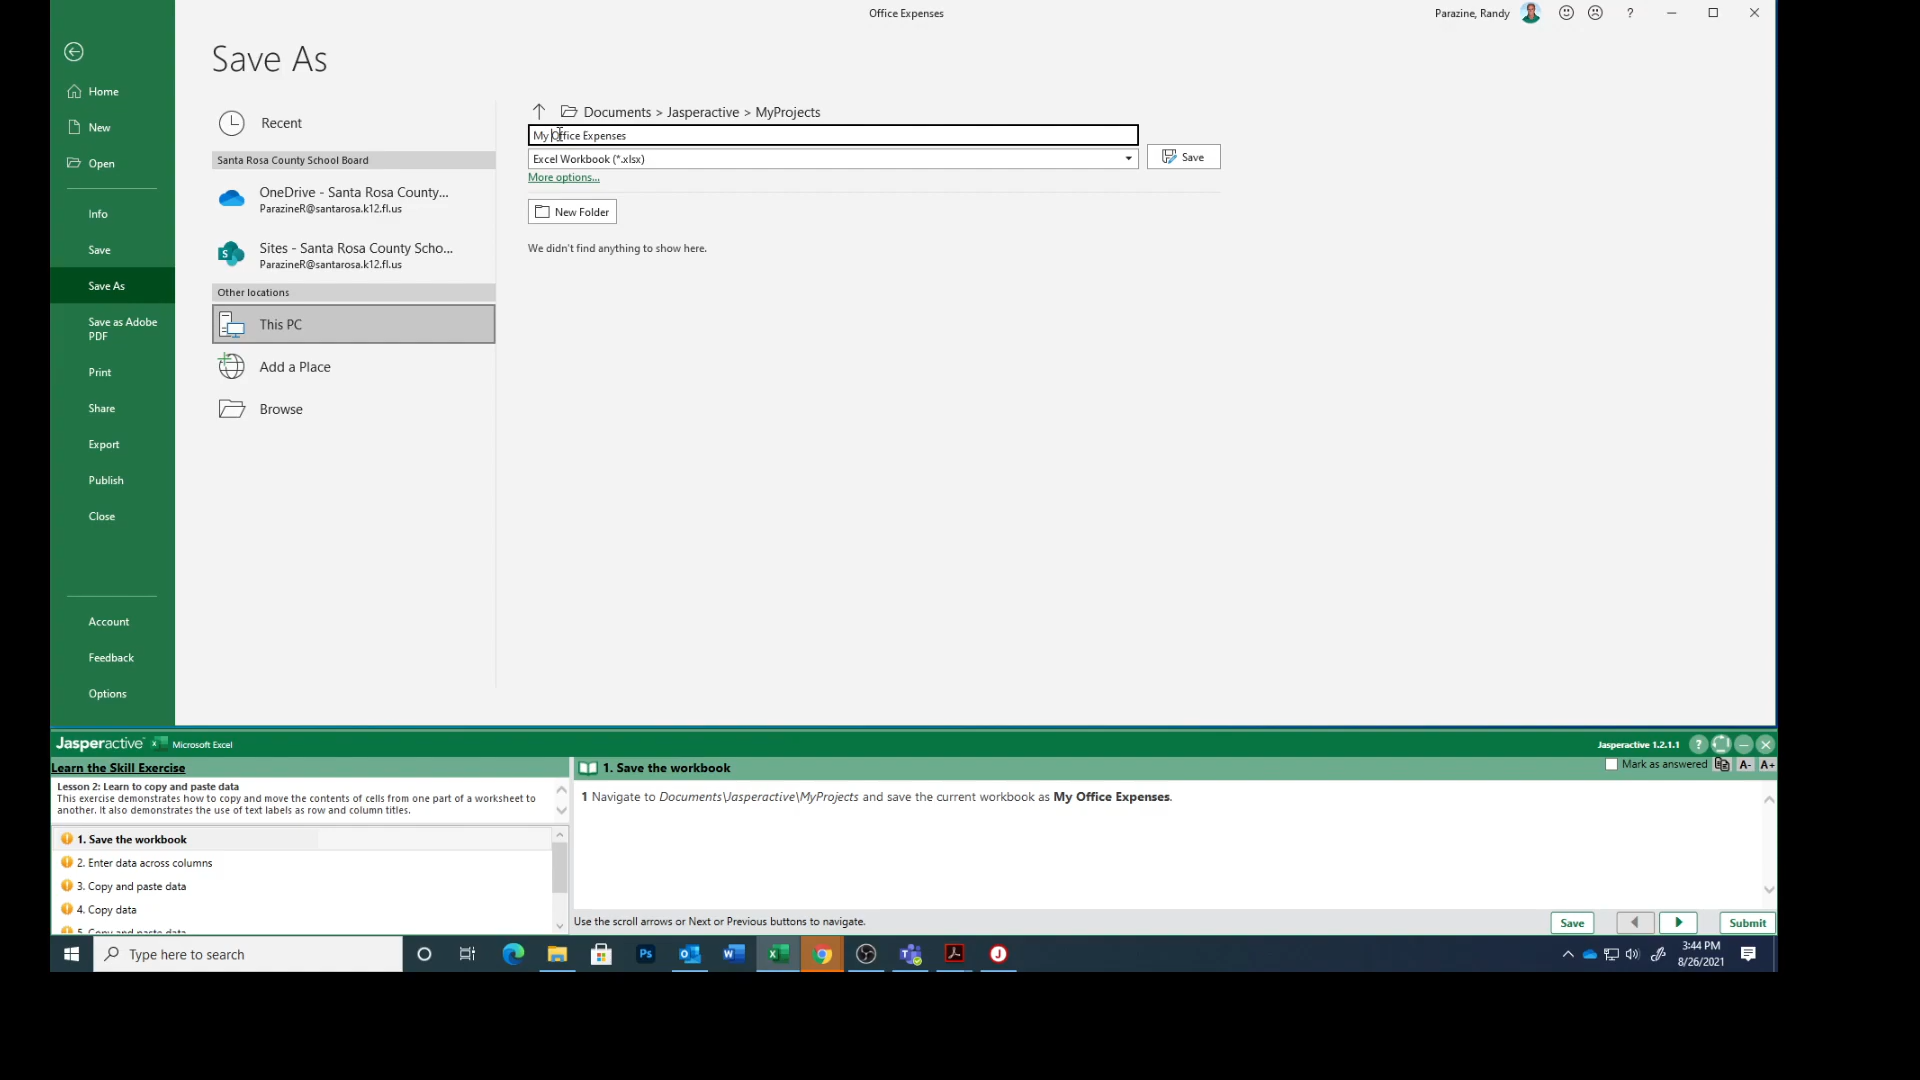 Office Expenses
Parazine, Randy
?
Save As
Home
New
Open
Info
Save
Save As
Save as Adobe
PDF
Print
Share
Export
Publish
Close
Account
Feedback
Options
Recent
Santa Rosa County School Board
OneDrive - Santa Rosa County...
ParazineR@santarosa.k12.fl.us
Sites - Santa Rosa County Scho...
ParazineR@santarosa.k12.fl.us
Other locations
This PC
Add a Place
Browse
Documents > Jasperactive > MyProjects
My Office Expenses
Excel Workbook (*.xlsx)
Save
More options...
New Folder
We didn't find anything to show here.
Jasperactive Microsoft Excel
Jasperactive 1.2.1.1 ?
Learn the Skill Exercise
Lesson 2: Learn to copy and paste data
This exercise demonstrates how to copy and move the contents of cells from one part of a worksheet to
another. It also demonstrates the use of text labels as row and column titles.
1. Save the workbook
2. Enter data across columns
3. Copy and paste data
4. Copy data
5. Copy and paste data
1. Save the workbook
Mark as answered A- A+
1 Navigate to Documents\Jasperactive\MyProjects and save the current workbook as My Office Expenses.
Use the scroll arrows or Next or Previous buttons to navigate.
Save
Submit
Type here to search
Ps
3:44 PM
8/26/2021